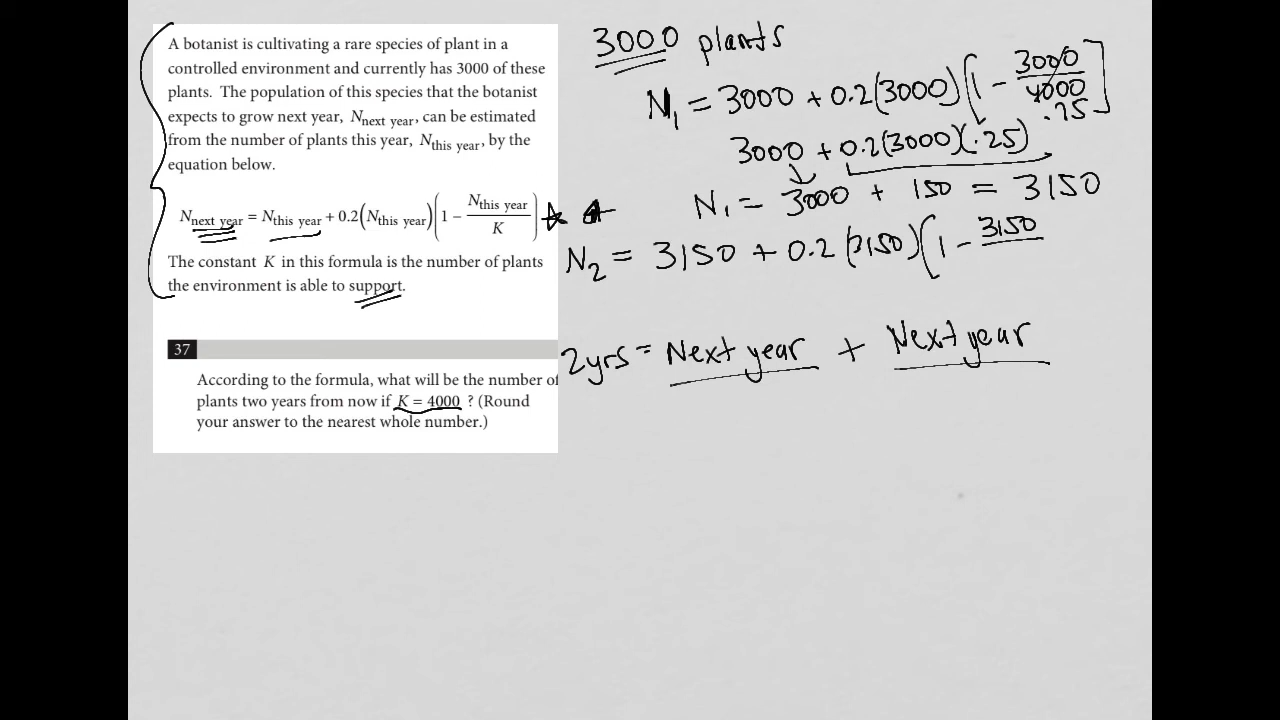 A botanist is cultivating a rare species of plant in a
controlled environment and currently has 3000 of these
plants. The population of this species that the botanist
expects to grow next year, Nnext year, can be estimated
from the number of plants this year, Nthis year, by the
equation below.
Nnext year = Nthis year + 0.2(Nthis year)(1 − Nthis year/K)
The constant K in this formula is the number of plants
the environment is able to support.
37
According to the formula, what will be the number of
plants two years from now if K = 4000 ? (Round
your answer to the nearest whole number.)
3000 plants
N1 = 3000 + 0.2(3000)(1 - 3000/4000]
.75
3000 + 0.2(3000)(.25)
N1 = 3000 + 150 = 3150
N2 = 3150 + 0.2(3150)(1 - 3150
2yrs = Next year + Next year